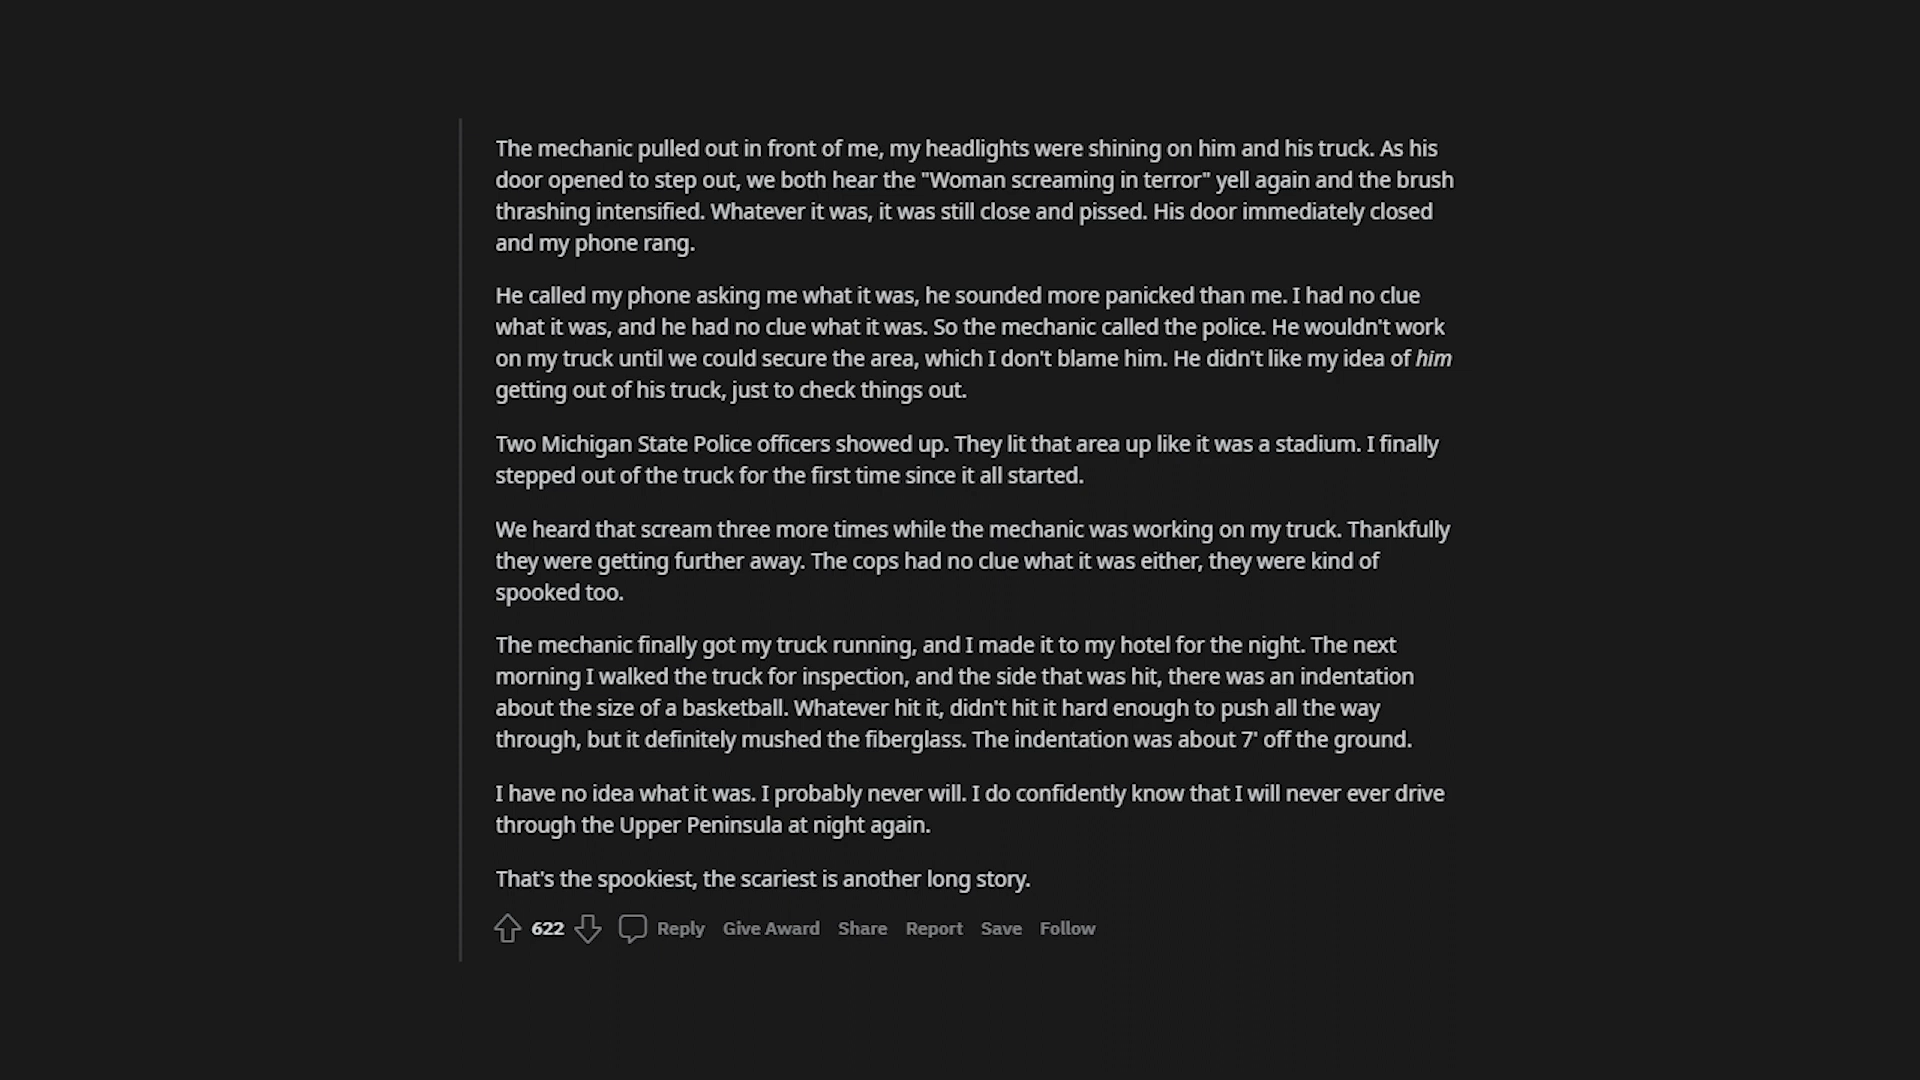 The mechanic pulled out in front of me, my headlights were shining on him and his truck. As his
door opened to step out, we both hear the "Woman screaming in terror" yell again and the brush
thrashing intensified. Whatever it was, it was still close and pissed. His door immediately closed
and my phone rang.
He called my phone asking me what it was, he sounded more panicked than me. I had no clue
what it was, and he had no clue what it was. So the mechanic called the police. He wouldn't work
on my truck until we could secure the area, which I don't blame him. He didn't like my idea of him
getting out of his truck, just to check things out.
Two Michigan State Police officers showed up. They lit that area up like it was a stadium. I finally
stepped out of the truck for the first time since it all started.
We heard that scream three more times while the mechanic was working on my truck. Thankfully
they were getting further away. The cops had no clue what it was either, they were kind of
spooked too.
The mechanic finally got my truck running, and I made it to my hotel for the night. The next
morning I walked the truck for inspection, and the side that was hit, there was an indentation
about the size of a basketball. Whatever hit it, didn't hit it hard enough to push all the way
through, but it definitely mushed the fiberglass. The indentation was about 7' off the ground.
I have no idea what it was. I probably never will. I do confidently know that I will never ever drive
through the Upper Peninsula at night again.
That's the spookiest, the scariest is another long story.
622 Reply Give Award Share Report Save Follow